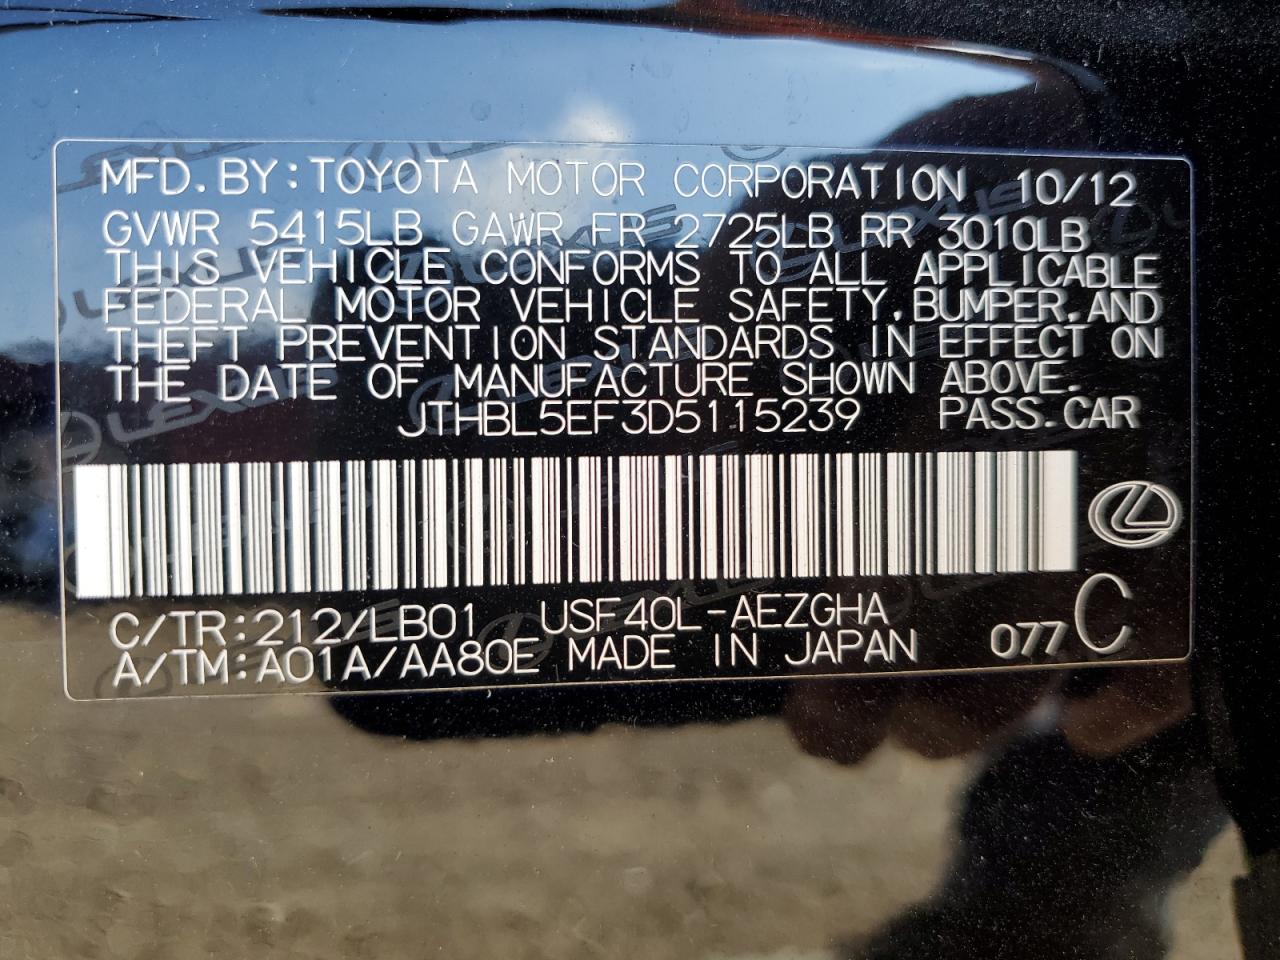 MFD.BY:TOYOTA MOTOR CORPORATION 10/12
GVWR 5415LB GAWR FR 2725LB RR 3010LB
THIS VEHICLE CONFORMS TO ALL APPLICABLE
FEDERAL MOTOR VEHICLE SAFETY,BUMPER,AND
THEFT PREVENTION STANDARDS IN EFFECT ON
THE DATE OF MANUFACTURE SHOWN ABOVE.
JTHBL5EF3D5115239 PASS.CAR
C/TR:212/LB01 USF40L-AEZGHA
A/TM:A01A/AA80E MADE IN JAPAN 077 C